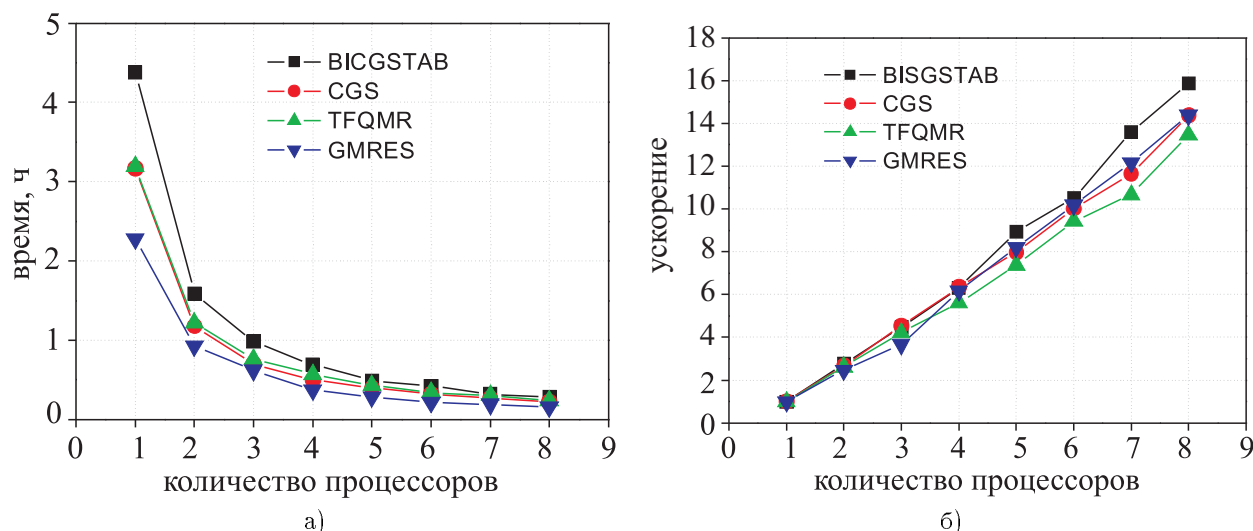 5
4
3
2
1
0
время, ч
BICGSTAB
CGS
TFQMR
GMRES
0 1 2 3 4 5 6 7 8 9
количество процессоров
а)
18
16
14
12
10
8
6
4
2
0
ускорение
BISGSTAB
CGS
TFQMR
GMRES
0 1 2 3 4 5 6 7 8 9
количество процессоров
б)